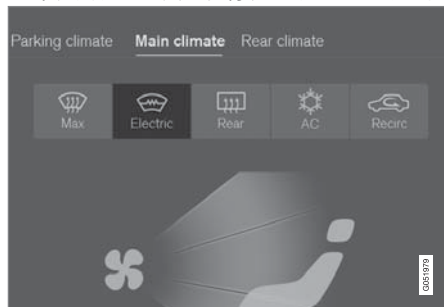 Parking climate Main climate Rear climate
Max Electric Rear AC Recirc
G051979